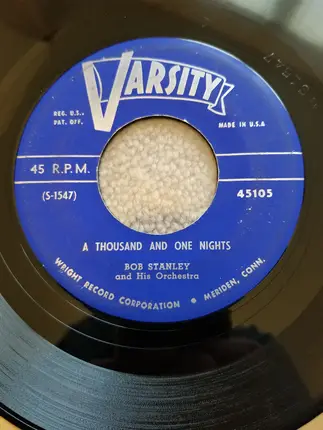 VARSITY
REG. U.S.
PAT. OFF.
MADE IN U.S.A
45 R.P.M.
(S-1547)
45105
A THOUSAND AND ONE NIGHTS
BOB STANLEY
and His Orchestra
WRIGHT RECORD CORPORATION - MERIDEN, CONN.